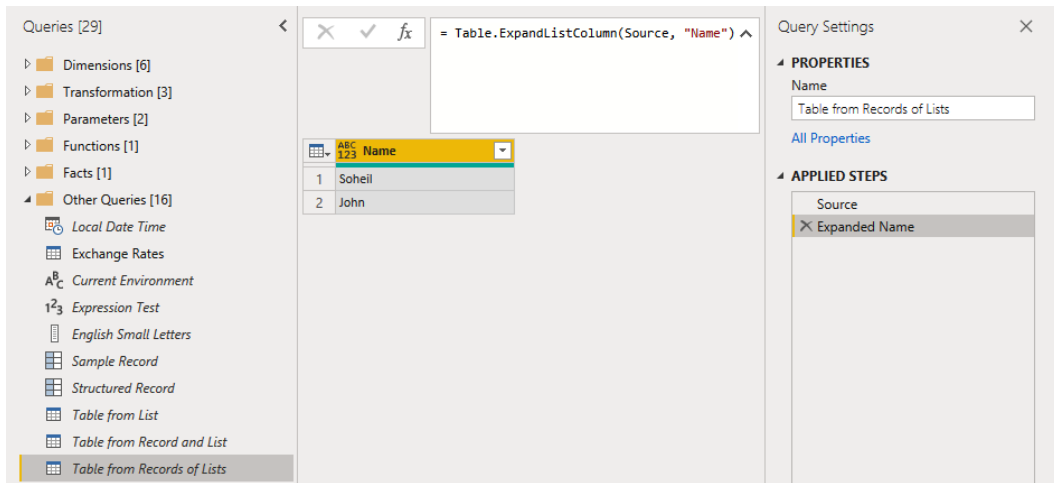 Queries [29]
Dimensions [6]
Transformation [3]
Parameters [2]
Functions [1]
Facts [1]
Other Queries [16]
Local Date Time
Exchange Rates
ABC Current Environment
123 Expression Test
English Small Letters
Sample Record
Structured Record
Table from List
Table from Record and List
Table from Records of Lists
fx
= Table.ExpandListColumn(Source, "Name")
ABC
123 Name
1 Soheil
2 John
Query Settings
PROPERTIES
Name
Table from Records of Lists
All Properties
APPLIED STEPS
Source
Expanded Name